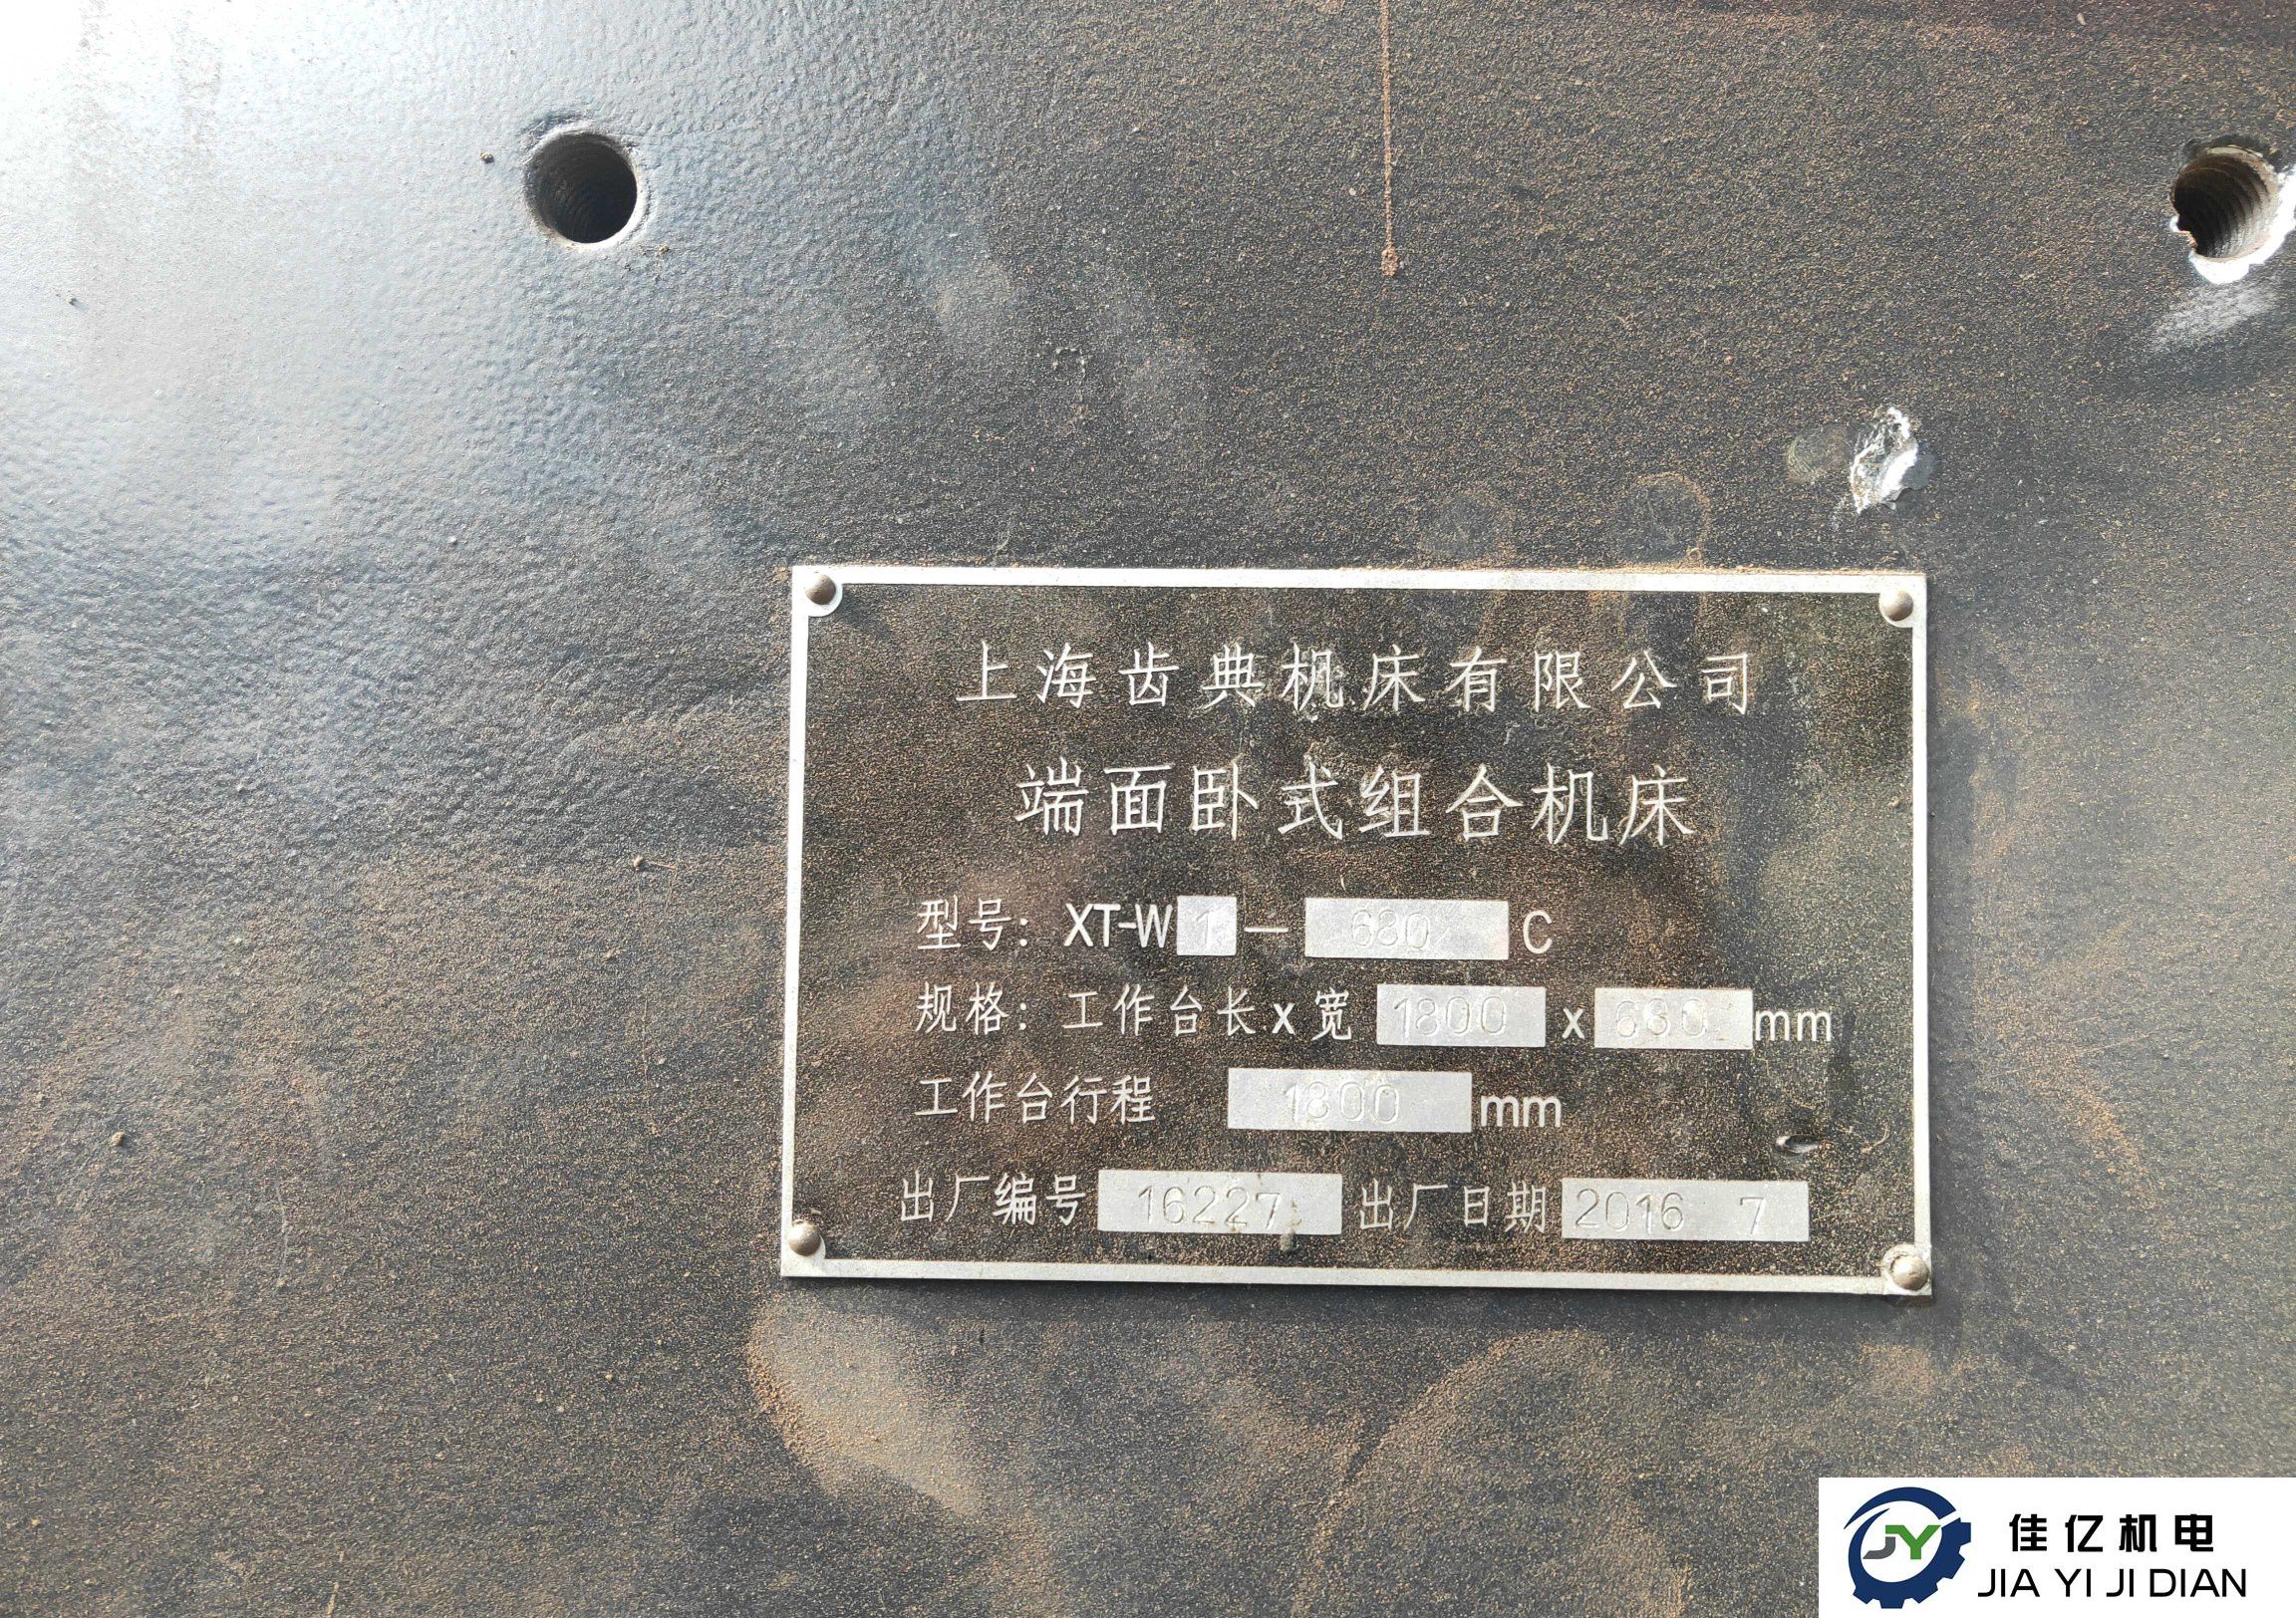 上海齿典机床有限公司
端面卧式组合机床
型号：XT-W 1 — 680 C
规格：工作台长x宽 1800 x 680 mm
工作台行程 1800 mm
出厂编号 16227 出厂日期 2016 7
JY
佳亿机电
JIA YI JI DIAN